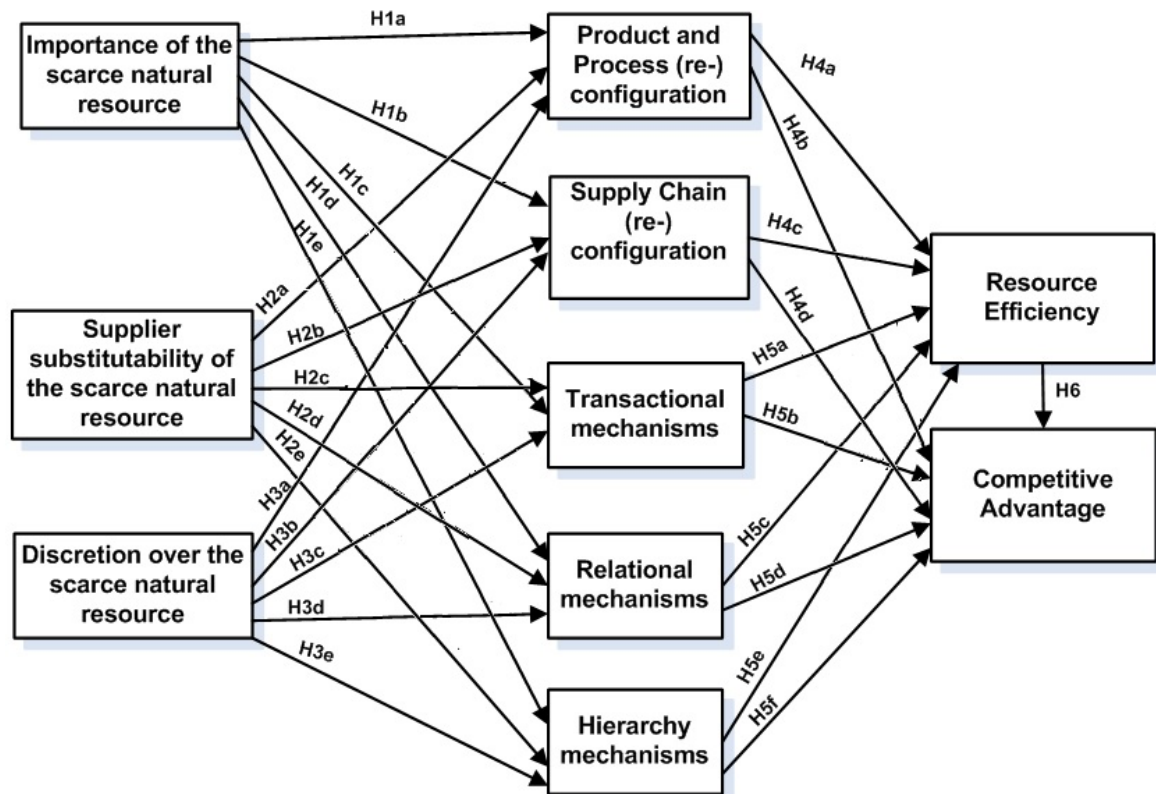 Importance of the
scarce natural
resource
H1a
H1b
H1c
H1d
H1e
Product and
Process (re-)
configuration
H4a
H4b
Supply Chain
(re-)
configuration
H4c
H4d
Resource
Efficiency
Supplier
substitutability of
the scarce natural
resource
H2a
H2b
H2c
H2d
H2e
Transactional
mechanisms
H5a
H5b
H6
Competitive
Advantage
Discretion over the
scarce natural
resource
H3a
H3b
H3c
H3d
H3e
Relational
mechanisms
H5c
H5d
Hierarchy
mechanisms
H5e
H5f